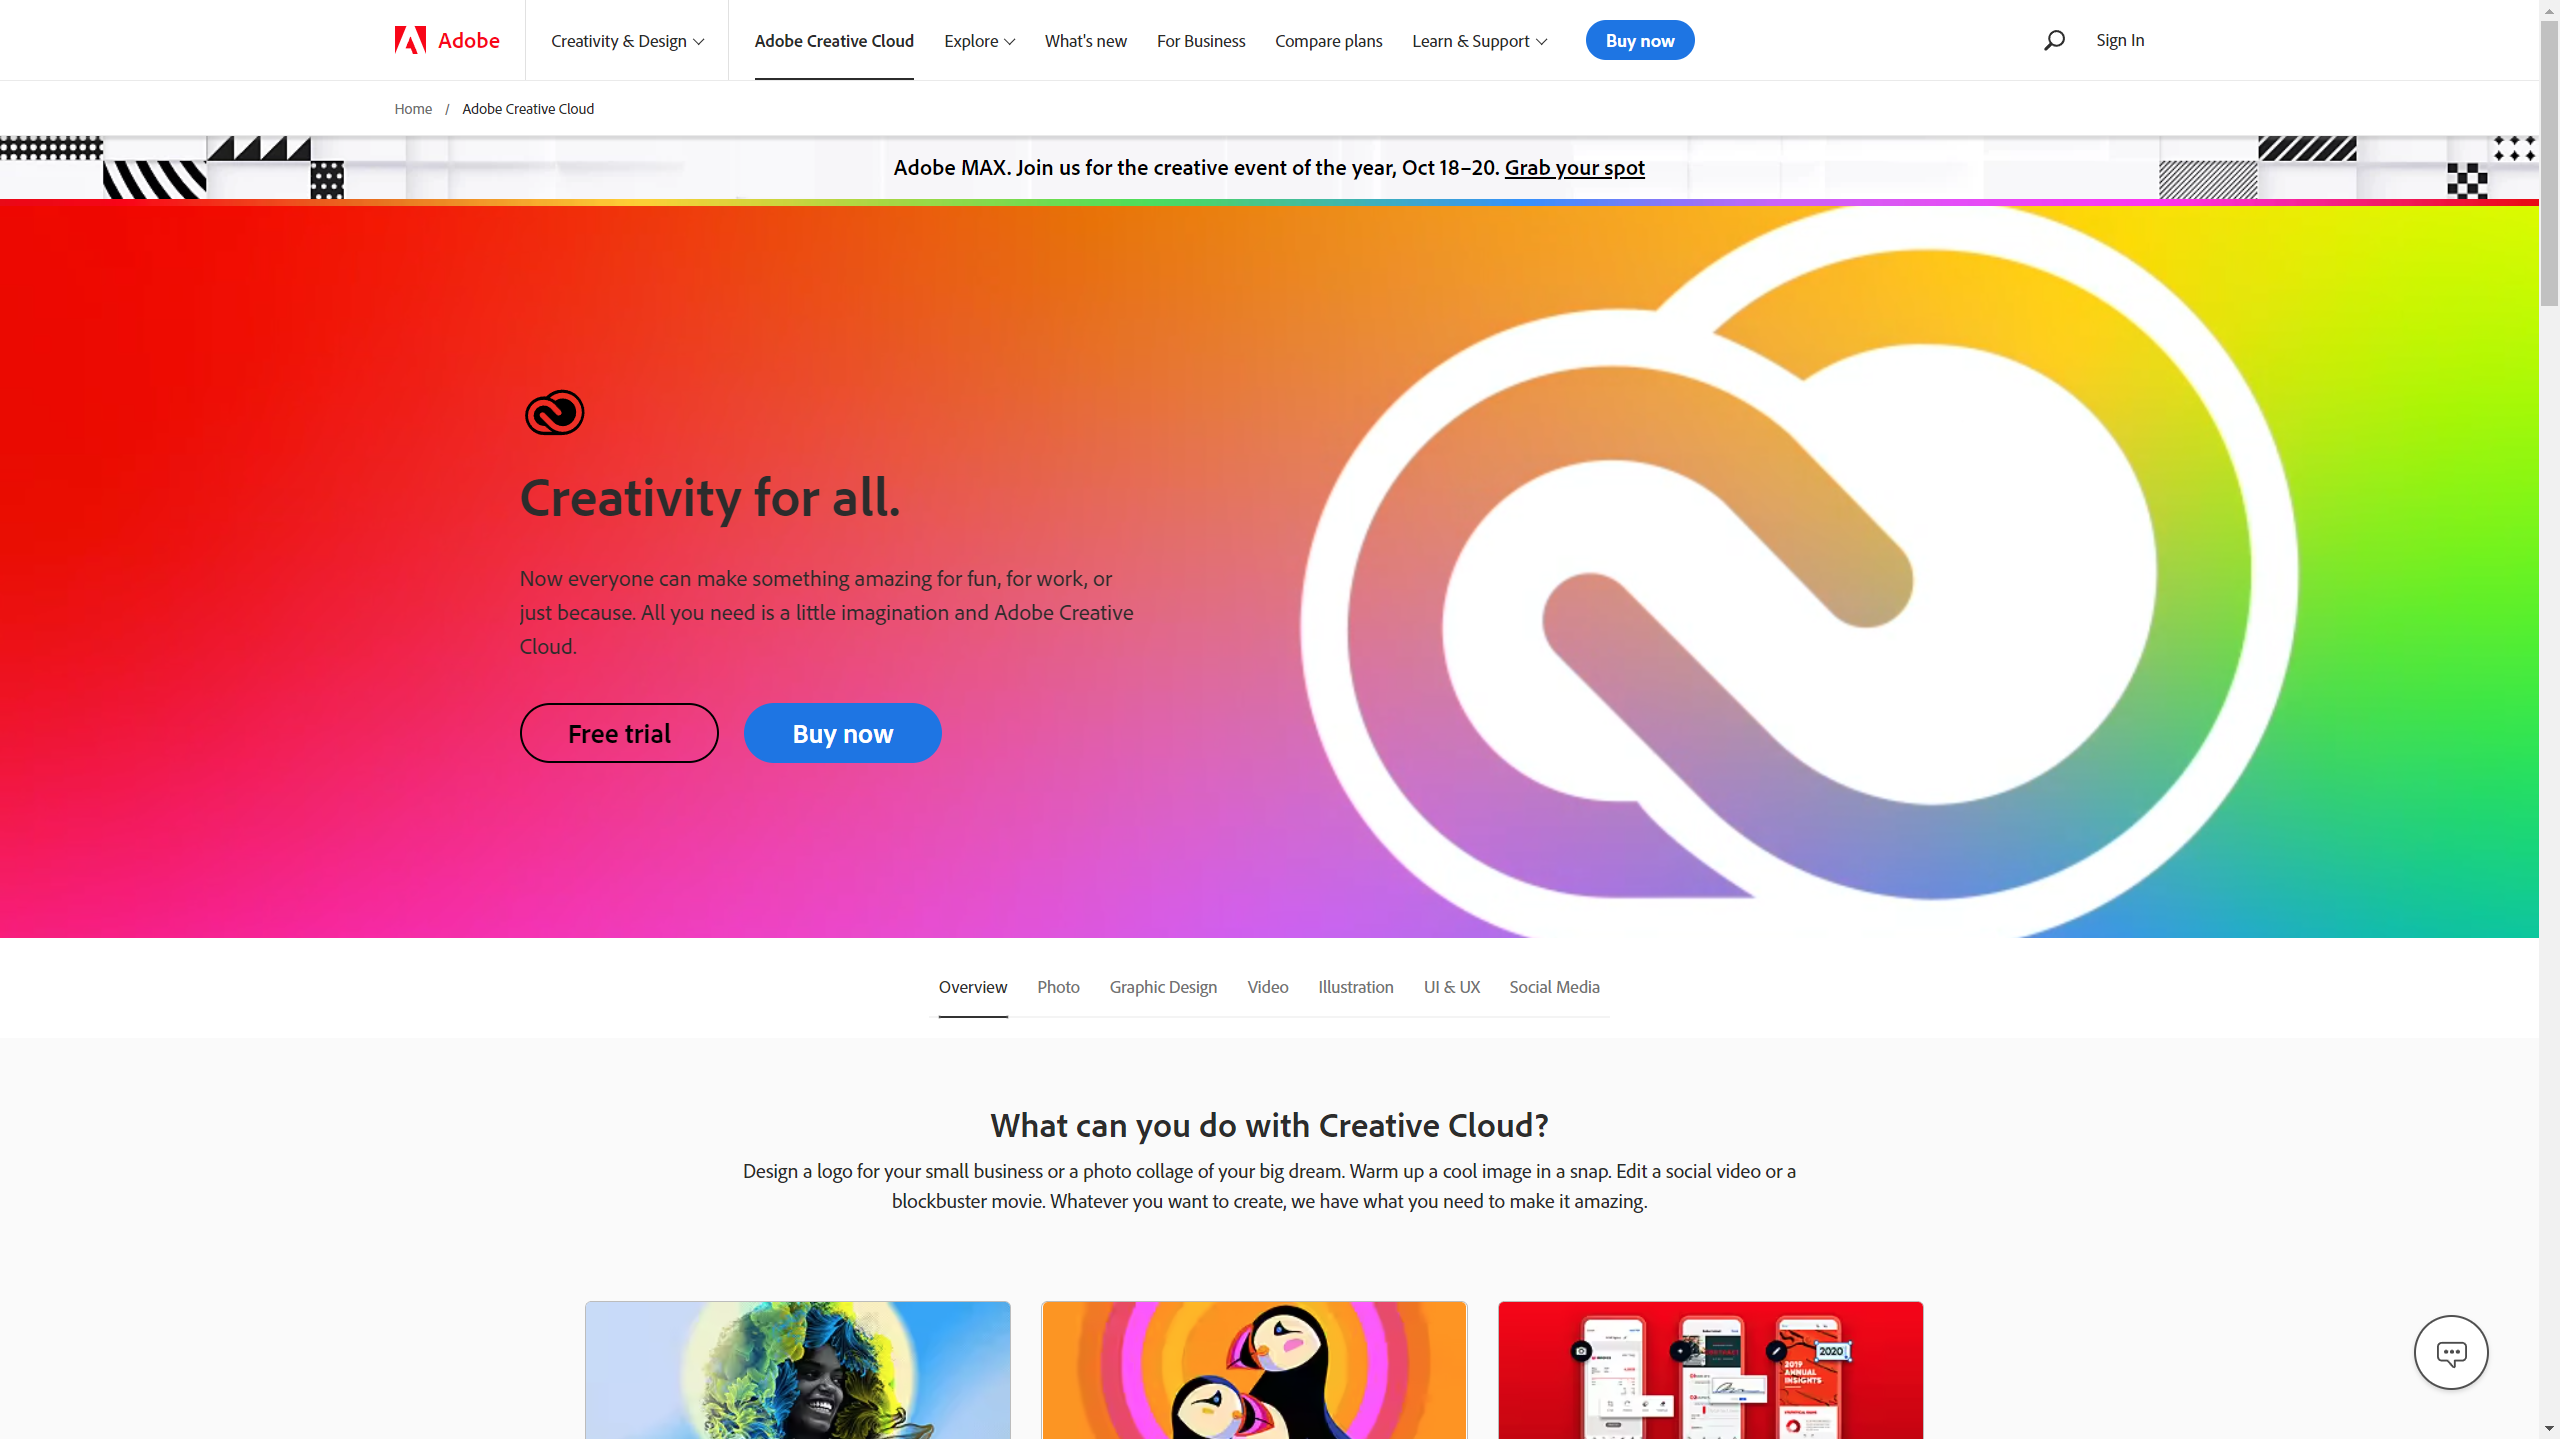 Adobe
Creativity & Design
Adobe Creative Cloud
Explore
What's new
For Business
Compare plans
Learn & Support
Buy now
Sign In
Home / Adobe Creative Cloud
Adobe MAX. Join us for the creative event of the year, Oct 18–20. Grab your spot
Creativity for all.
Now everyone can make something amazing for fun, for work, or
just because. All you need is a little imagination and Adobe Creative
Cloud.
Free trial
Buy now
Overview
Photo
Graphic Design
Video
Illustration
UI & UX
Social Media
What can you do with Creative Cloud?
Design a logo for your small business or a photo collage of your big dream. Warm up a cool image in a snap. Edit a social video or a
blockbuster movie. Whatever you want to create, we have what you need to make it amazing.
2020
2019
ANNUAL
INSIGHTS